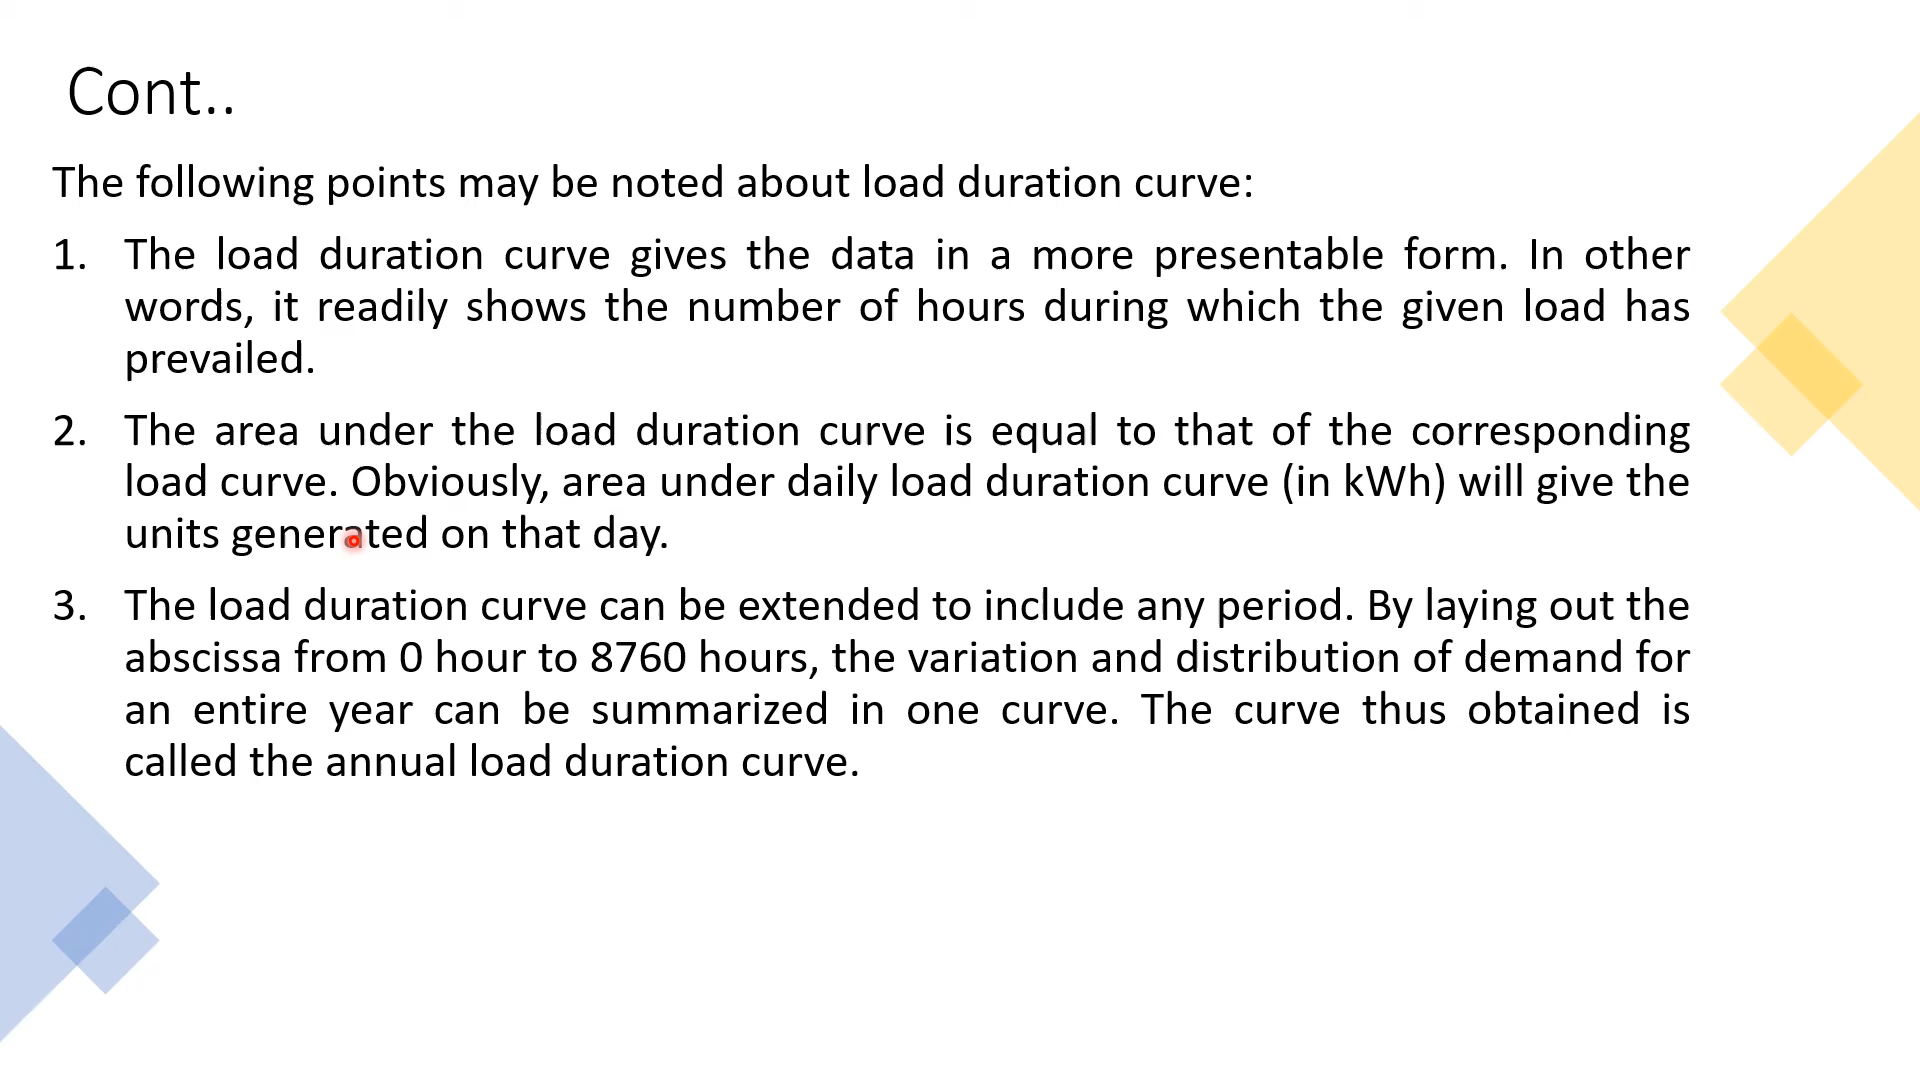 Cont..
The following points may be noted about load duration curve:
1. The load duration curve gives the data in a more presentable form. In other
words, it readily shows the number of hours during which the given load has
prevailed.
2. The area under the load duration curve is equal to that of the corresponding
load curve. Obviously, area under daily load duration curve (in kWh) will give the
units generated on that day.
3. The load duration curve can be extended to include any period. By laying out the
abscissa from 0 hour to 8760 hours, the variation and distribution of demand for
an entire year can be summarized in one curve. The curve thus obtained is
called the annual load duration curve.